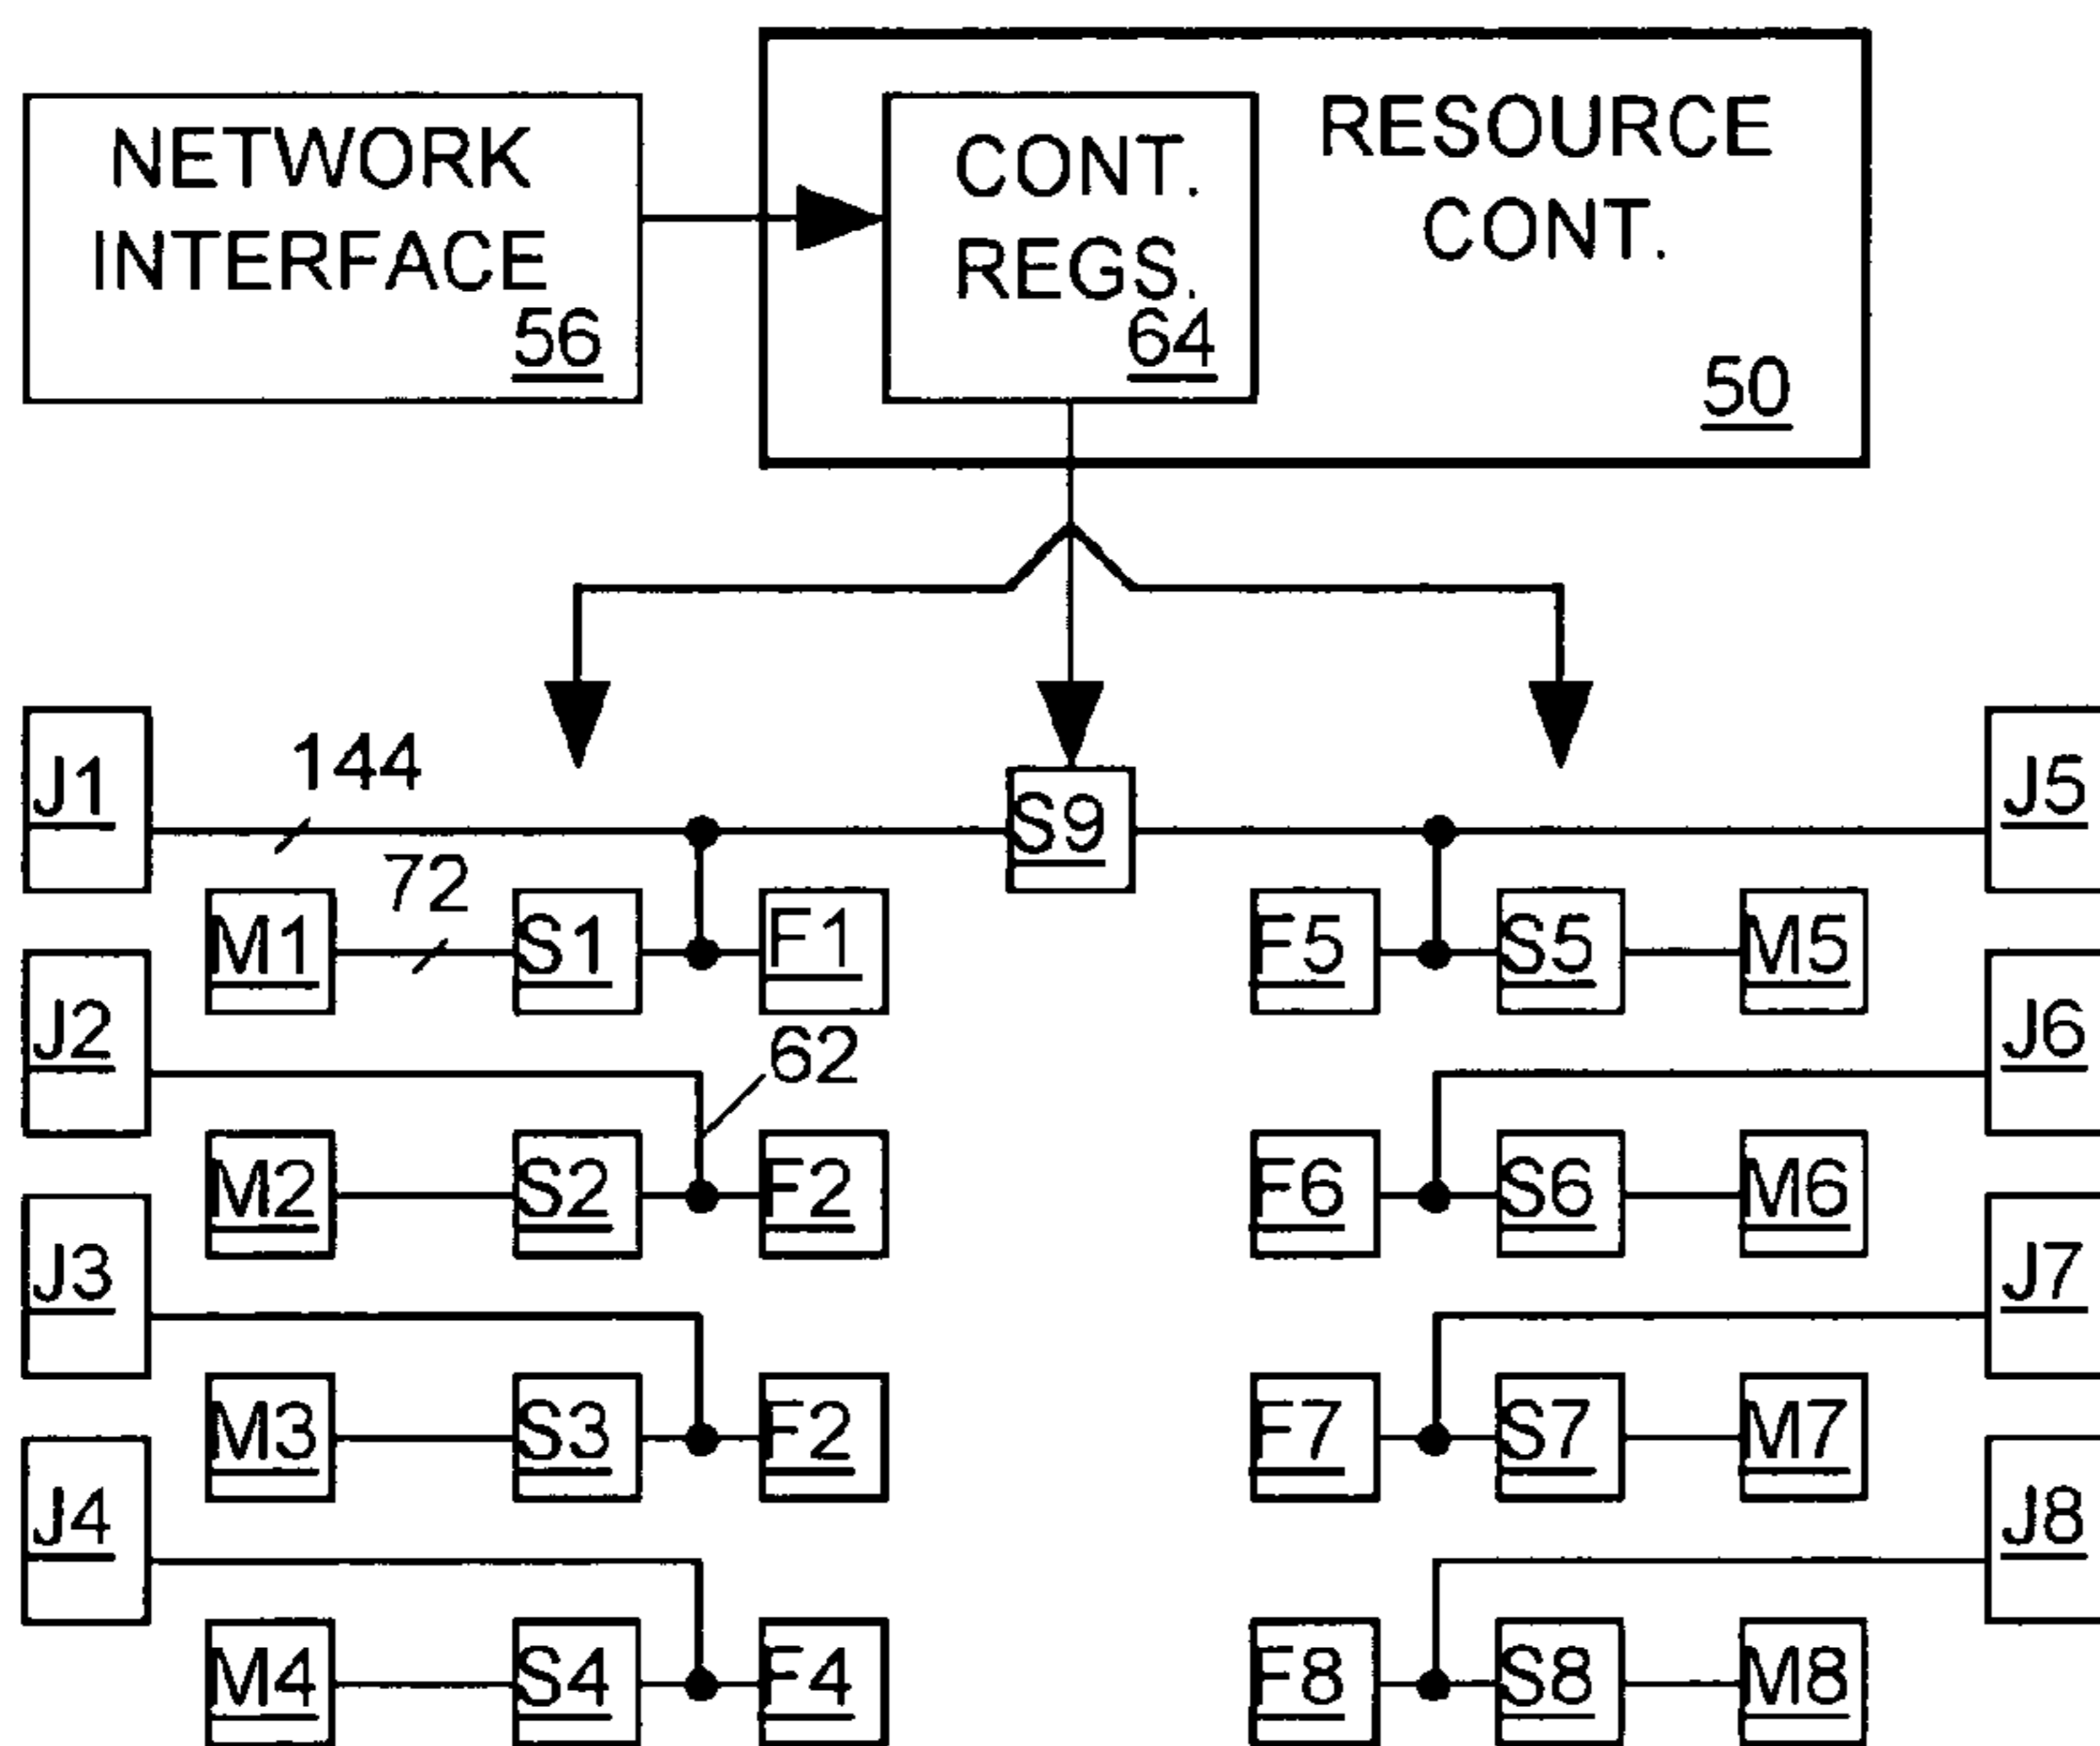 NETWORK
INTERFACE
56
CONT.
REGS.
64
RESOURCE
CONT.
50
J1
144
S9
J5
72
M1
S1
F1
F5
S5
M5
J2
62
J6
M2
S2
F2
F6
S6
M6
J3
J7
M3
S3
F2
F7
S7
M7
J4
J8
M4
S4
F4
F8
S8
M8